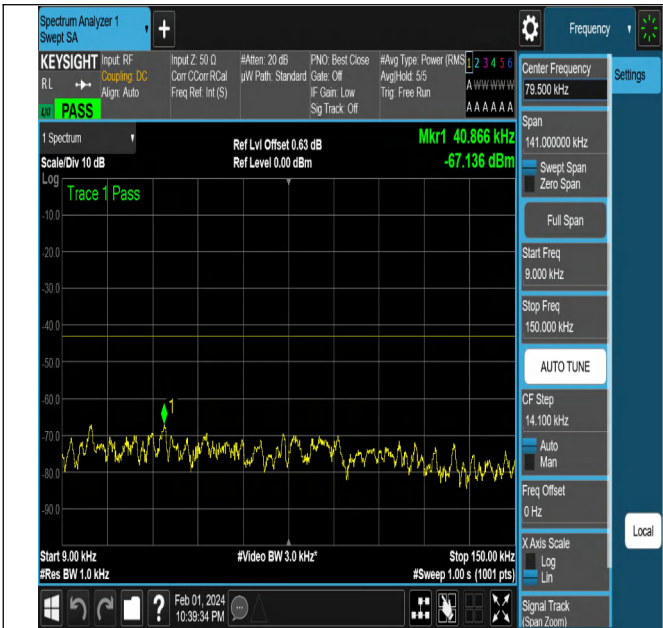 Spectrum Analyzer 1
Swept SA
Frequency
KEYSIGHT
Input: RF
Input Z: 50 Ω
#Atten: 20 dB
PNO: Best Close
#Avg Type: Power (RMS
1 2 3 4 5 6
RL
Coupling: DC
Corr CCorr RCal
µW Path: Standard
Gate: Off
Avg|Hold: 5/5
A W W W W W
Align: Auto
Freq Ref: Int (S)
IF Gain: Low
Trig: Free Run
Sig Track: Off
A A A A A A
LXI
PASS
1 Spectrum
Ref Lvl Offset 0.63 dB
Mkr1 40.866 kHz
Scale/Div 10 dB
Ref Level 0.00 dBm
-67.136 dBm
Log
Trace 1 Pass
-10.0
-20.0
-30.0
-40.0
-50.0
-60.0
1
-70.0
-80.0
-90.0
Start 9.00 kHz
#Video BW 3.0 kHz*
Stop 150.00 kHz
#Res BW 1.0 kHz
#Sweep 1.00 s (1001 pts)
Feb 01, 2024
10:39:34 PM
Center Frequency
79.500 kHz
Settings
Span
141.000000 kHz
Swept Span
Zero Span
Full Span
Start Freq
9.000 kHz
Stop Freq
150.000 kHz
AUTO TUNE
CF Step
14.100 kHz
Auto
Man
Freq Offset
0 Hz
Local
X Axis Scale
Log
Lin
Signal Track
(Span Zoom)